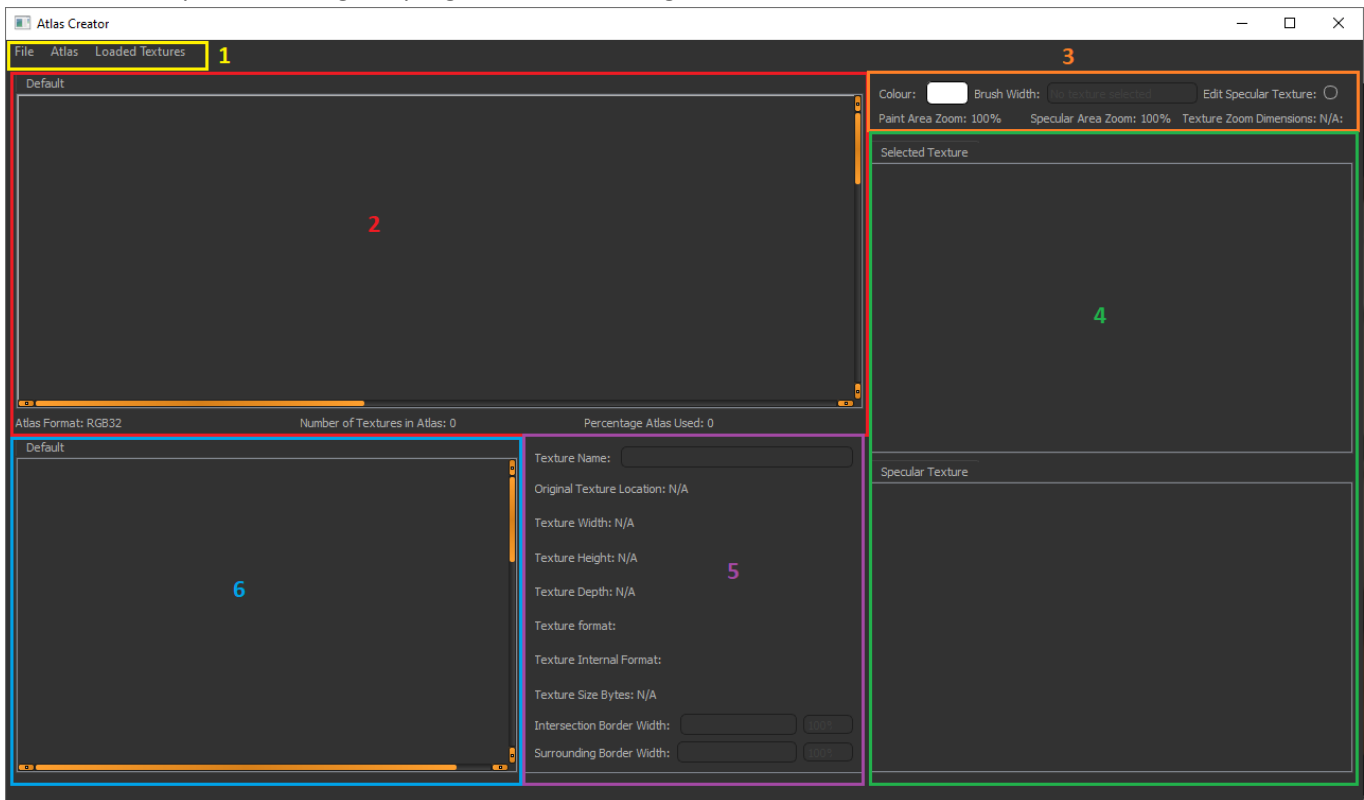 Atlas Creator
File Atlas Loaded Textures 1
3
Default
Colour: Brush Width: No texture selected Edit Specular Texture:
Paint Area Zoom: 100% Specular Area Zoom: 100% Texture Zoom Dimensions: N/A:
Selected Texture
2
4
Atlas Format: RGB32 Number of Textures in Atlas: 0 Percentage Atlas Used: 0
Default
Texture Name:
Specular Texture
Original Texture Location: N/A
Texture Width: N/A
Texture Height: N/A
5
6
Texture Depth: N/A
Texture format:
Texture Internal Format:
Texture Size Bytes: N/A
Intersection Border Width:
Surrounding Border Width: